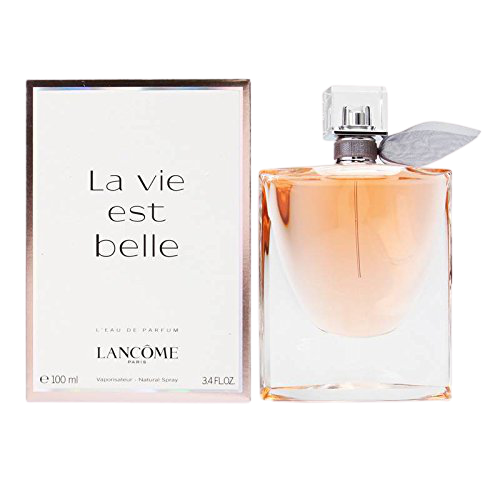 La vie
est
belle
L'EAU DE PARFUM
LANCÔME
PARIS
℮ 100 ml Vaporisateur - Natural Spray 3.4 FL.OZ.